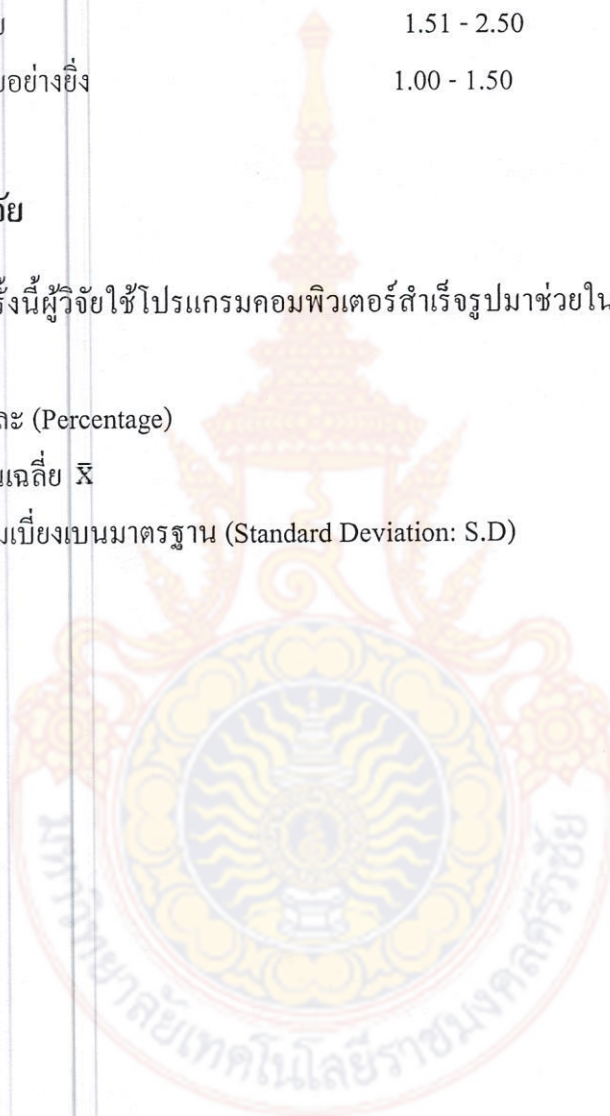 1.51 - 2.50
อย่างยิ่ง 1.00 - 1.50
วิจัย
ครั้งนี้ผู้วิจัยใช้โปรแกรมคอมพิวเตอร์สำเร็จรูปมาช่วยใน
ละ (Percentage)
นเฉลี่ย x̄
มเบี่ยงเบนมาตรฐาน (Standard Deviation: S.D)
มหาวิทยาลัยเทคโนโลยีราชมงคลศรีวิชัย